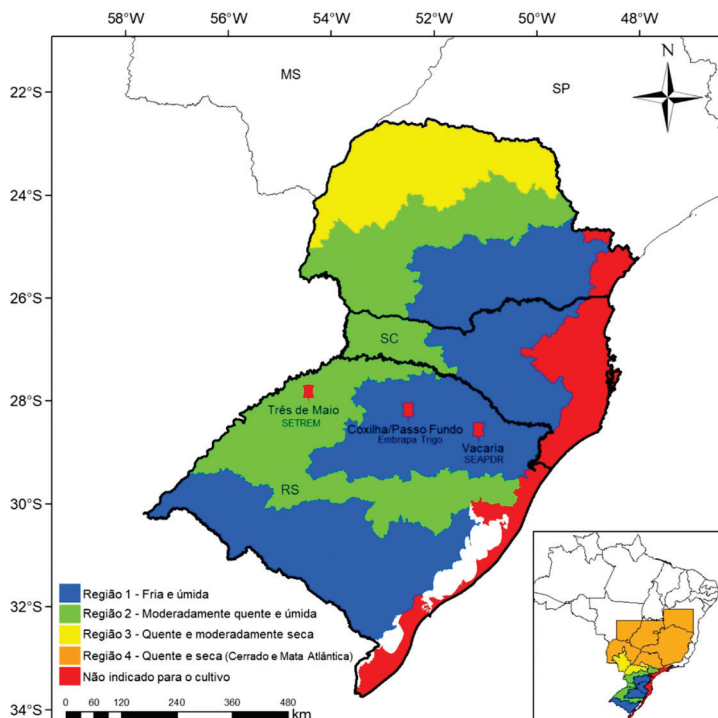 58°W 56°W 54°W 52°W 50°W 48°W
N
MS
SP
22°S
24°S
26°S
SC
28°S
Três de Maio
SETREM
Coxilha/Passo Fundo
Embrapa Trigo
Vacaria
SEAPDR
RS
30°S
32°S
34°S
Região 1 - Fria e úmida
Região 2 - Moderadamente quente e úmida
Região 3 - Quente e moderadamente seca
Região 4 - Quente e seca (Cerrado e Mata Atlântica)
Não indicado para o cultivo
0 60 120 240 360 480
km